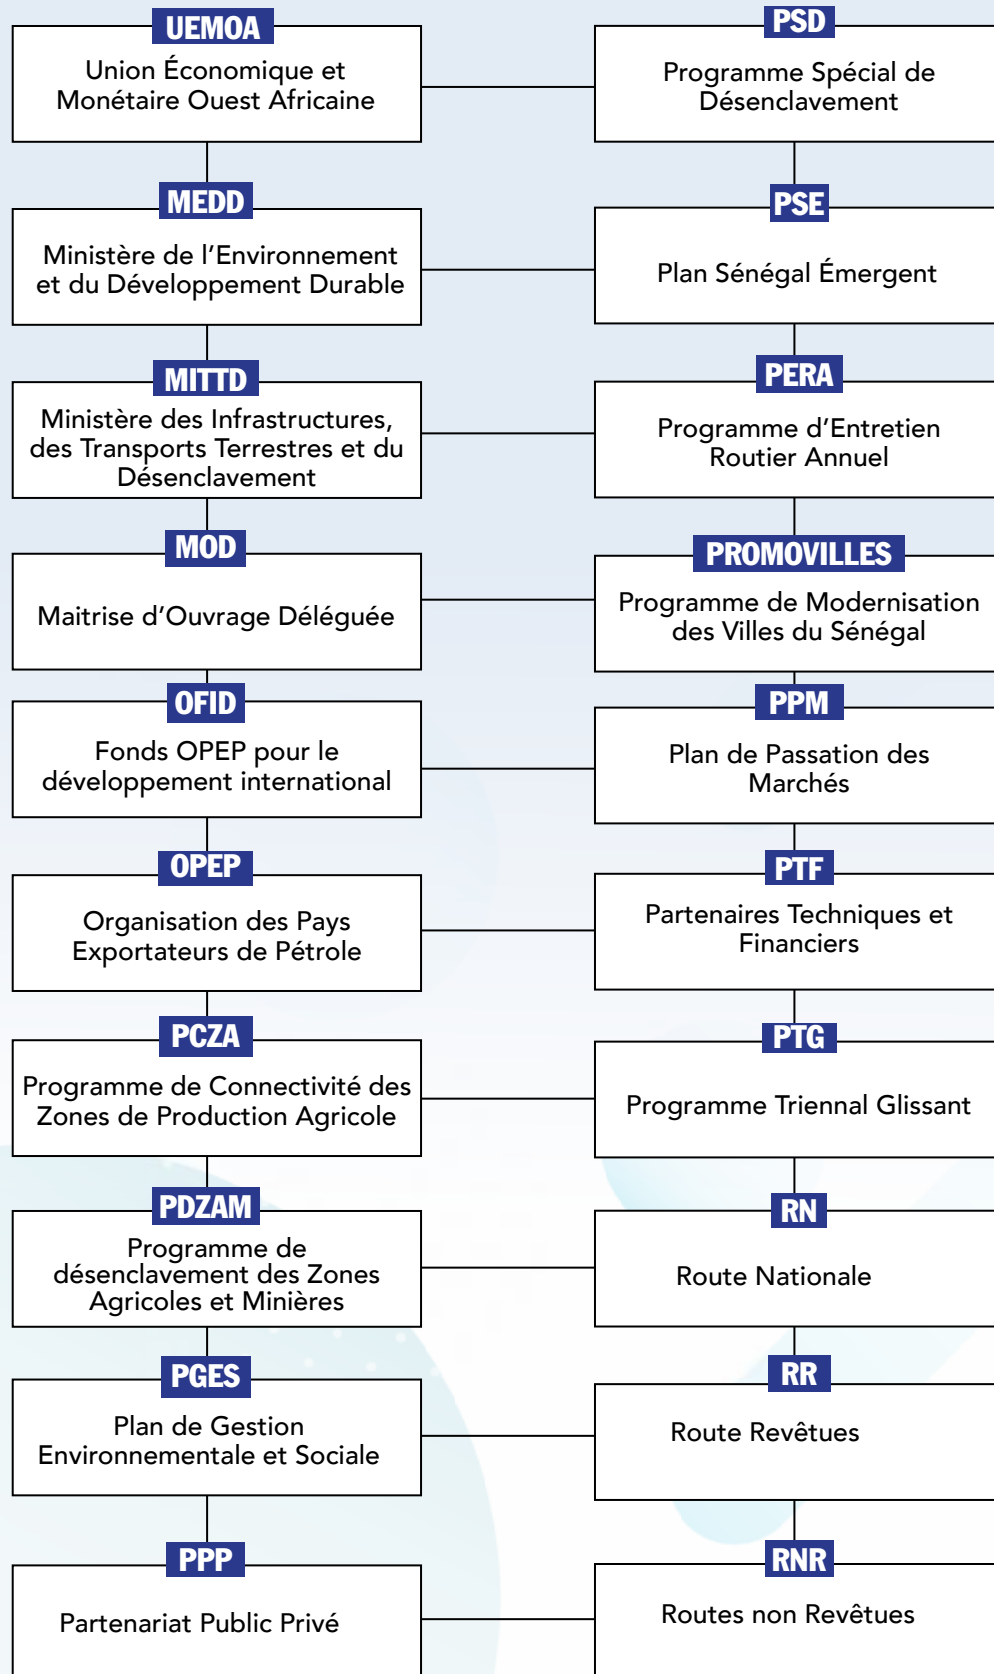 UEMOA
Union Économique et
Monétaire Ouest Africaine
MEDD
Ministère de l'Environnement
et du Développement Durable
MITTD
Ministère des Infrastructures,
des Transports Terrestres et du
Désenclavement
MOD
Maitrise d'Ouvrage Déléguée
OFID
Fonds OPEP pour le
développement international
OPEP
Organisation des Pays
Exportateurs de Pétrole
PCZA
Programme de Connectivité des
Zones de Production Agricole
PDZAM
Programme de
désenclavement des Zones
Agricoles et Minières
PGES
Plan de Gestion
Environnementale et Sociale
PPP
Partenariat Public Privé
PSD
Programme Spécial de
Désenclavement
PSE
Plan Sénégal Émergent
PERA
Programme d'Entretien
Routier Annuel
PROMOVILLES
Programme de Modernisation
des Villes du Sénégal
PPM
Plan de Passation des
Marchés
PTF
Partenaires Techniques et
Financiers
PTG
Programme Triennal Glissant
RN
Route Nationale
RR
Route Revêtues
RNR
Routes non Revêtues